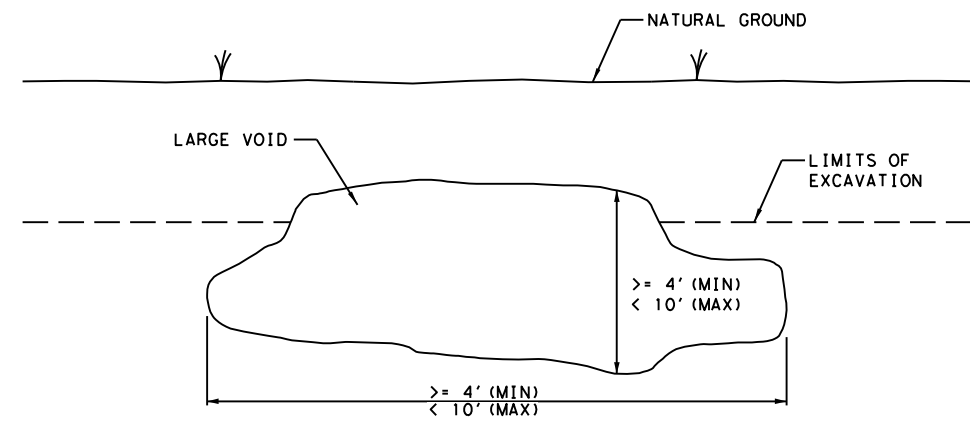 NATURAL GROUND
LARGE VOID
LIMITS OF
EXCAVATION
>= 4' (MIN)
< 10' (MAX)
>= 4' (MIN)
< 10' (MAX)